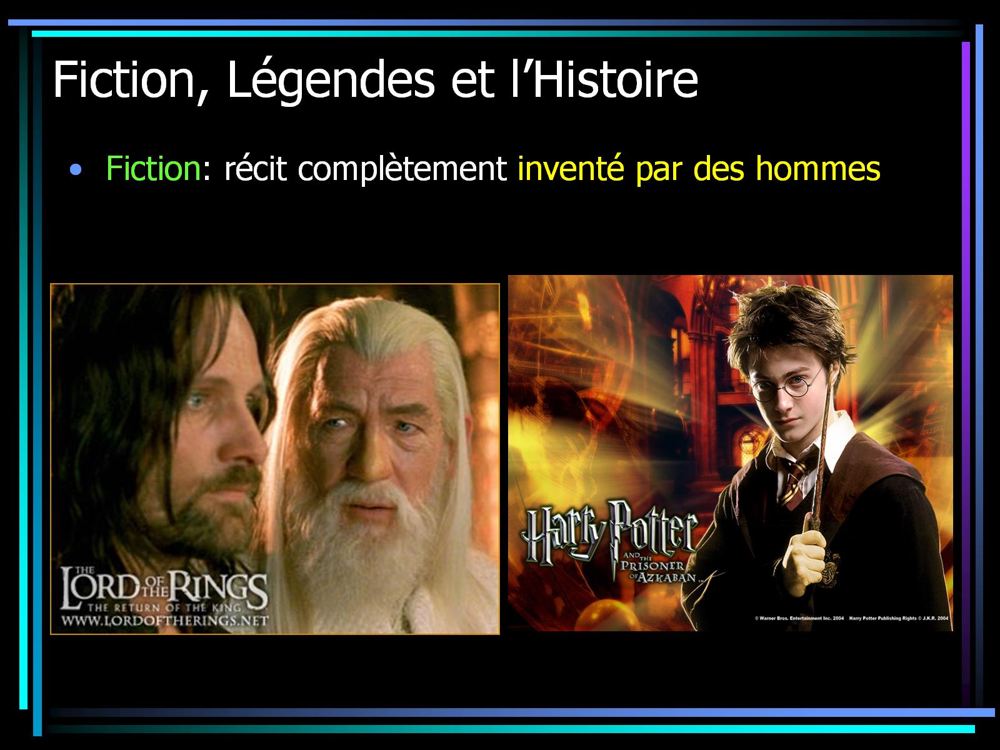 Fiction, Légendes et l’Histoire
• Fiction: récit complètement inventé par des hommes
THE
LORD OF THE RINGS
THE RETURN OF THE KING
WWW.LORDOFTHERINGS.NET
Harry Potter
AND THE
PRISONER
OF AZKABAN™
© Warner Bros. Entertainment Inc. 2004 Harry Potter Publishing Rights © J.K.R. 2004